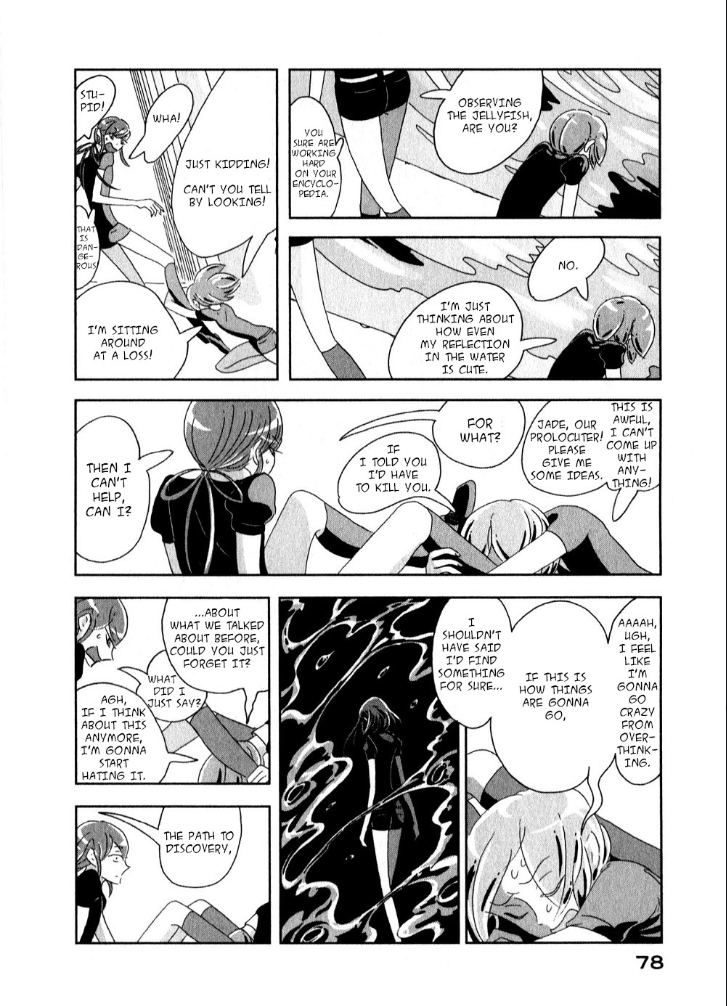 OBSERVING
THE JELLYFISH,
ARE YOU?
YOU
SURE ARE
WORKING
HARD
ON YOUR
ENCYCLO-
PEDIA.
NO.
I'M JUST
THINKING ABOUT
HOW EVEN
MY REFLECTION
IN THE WATER
IS CUTE.
WHA!
STU-
PID!
JUST KIDDING!
CAN'T YOU TELL
BY LOOKING!
THAT
IS
DAN-
GE-
ROUS
I'M SITTING
AROUND
AT A LOSS!
THIS IS
AWFUL,
I CAN'T
COME UP
WITH
ANY-
THING!
JADE, OUR
PROLOCUTER!
PLEASE
GIVE ME
SOME IDEAS.
FOR
WHAT?
IF
I TOLD YOU
I'D HAVE
TO KILL YOU.
THEN I
CAN'T
HELP,
CAN I?
AAAAH,
UGH,
I FEEL
LIKE
I'M
GONNA
GO
CRAZY
FROM
OVER-
THINK-
ING.
IF THIS IS
HOW THINGS
ARE GONNA
GO,
I
SHOULDN'T
HAVE SAID
I'D FIND
SOMETHING
FOR SURE...
...ABOUT
WHAT WE TALKED
ABOUT BEFORE,
COULD YOU JUST
FORGET IT?
WHAT
DID I
JUST SAY?
AGH,
IF I THINK
ABOUT THIS
ANYMORE,
I'M GONNA
START
HATING IT.
THE PATH TO
DISCOVERY,
78